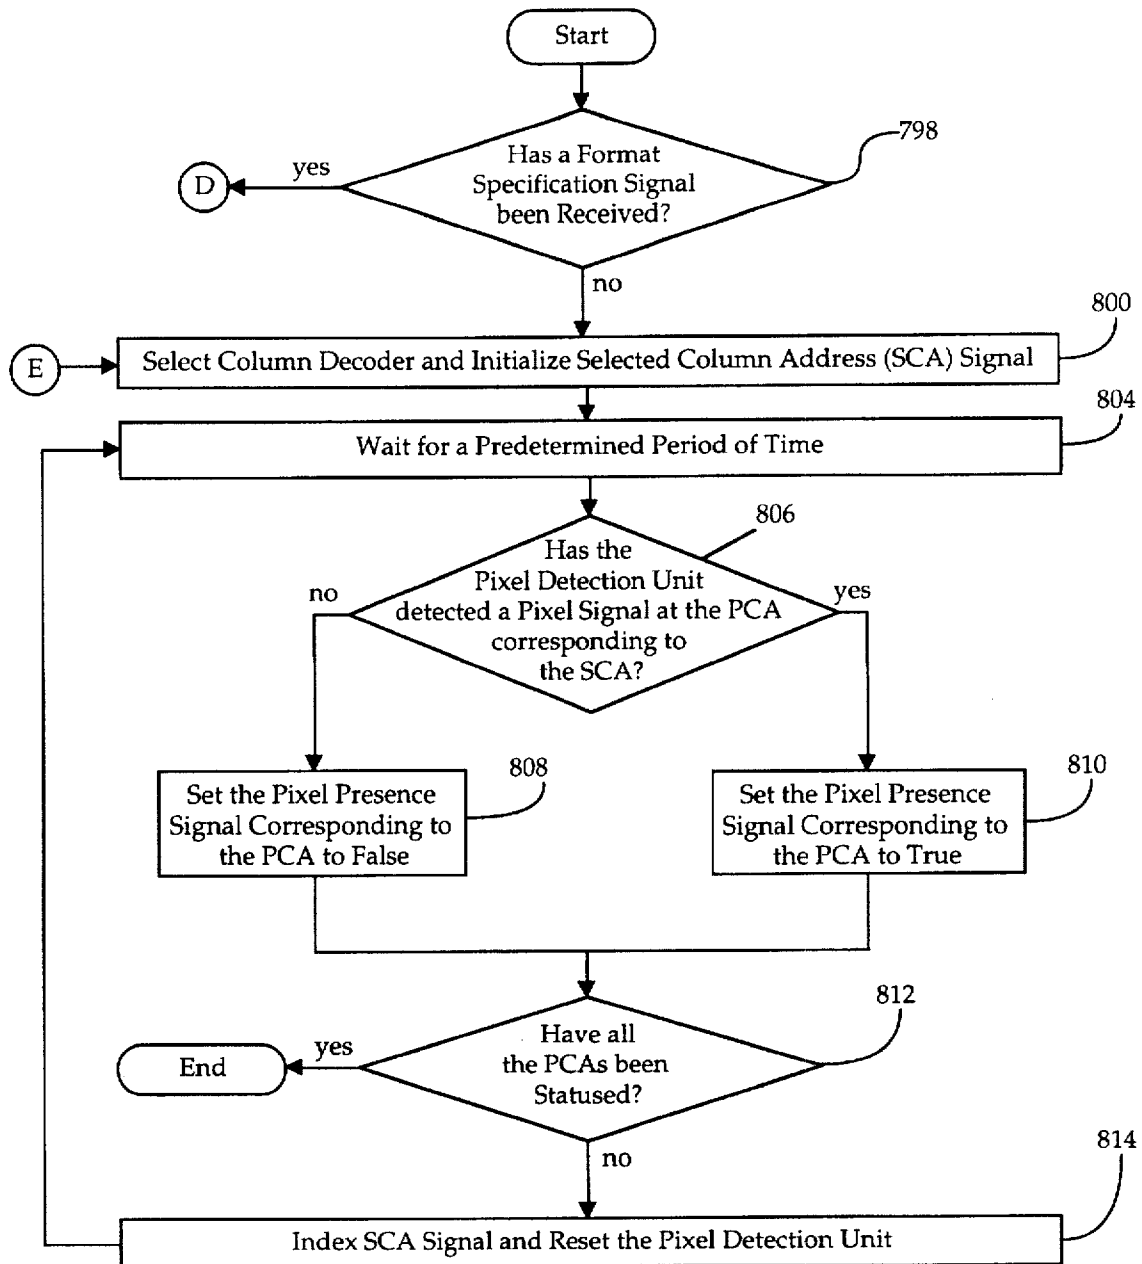 Start
798
Has a Format
Specification Signal
been Received?
yes
D
no
800
E
Select Column Decoder and Initialize Selected Column Address (SCA) Signal
804
Wait for a Predetermined Period of Time
806
Has the
Pixel Detection Unit
detected a Pixel Signal at the PCA
corresponding to
the SCA?
no
yes
808
Set the Pixel Presence
Signal Corresponding to
the PCA to False
810
Set the Pixel Presence
Signal Corresponding to
the PCA to True
812
Have all
the PCAs been
Statused?
yes
End
no
814
Index SCA Signal and Reset the Pixel Detection Unit